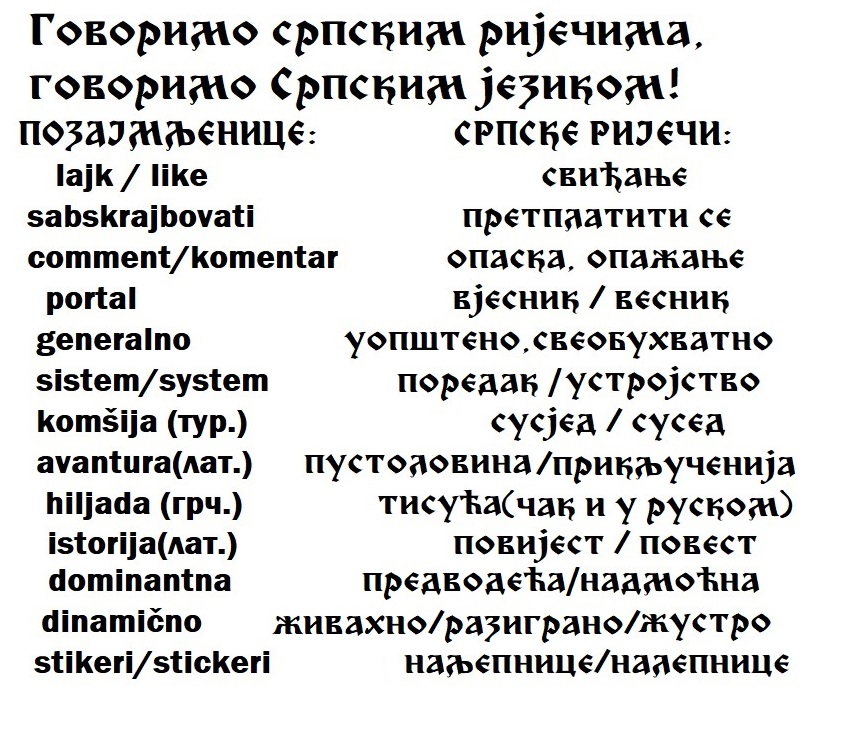 Говоримо српским ријечима,
говоримо Српским језиком!
ПОЗАЈМЉЕНИЦЕ: СРПСКЕ РИЈЕЧИ:
lajk / like свиђање
sabskrajbovati претплатити се
comment/komentar опаска, опажање
portal вјесник / весник
generalno уопштено,свеобухватно
sistem/system поредак /устројство
komšija (тур.) сусјед / сусед
avantura(лат.) пустоловина/прикљученија
hiljada (грч.) тисућа(чак и у руском)
istorija(лат.) повијест / повест
dominantna предводећа/надмоћна
dinamično живахно/разиграно/жустро
stikeri/stickeri наљепнице/налепнице